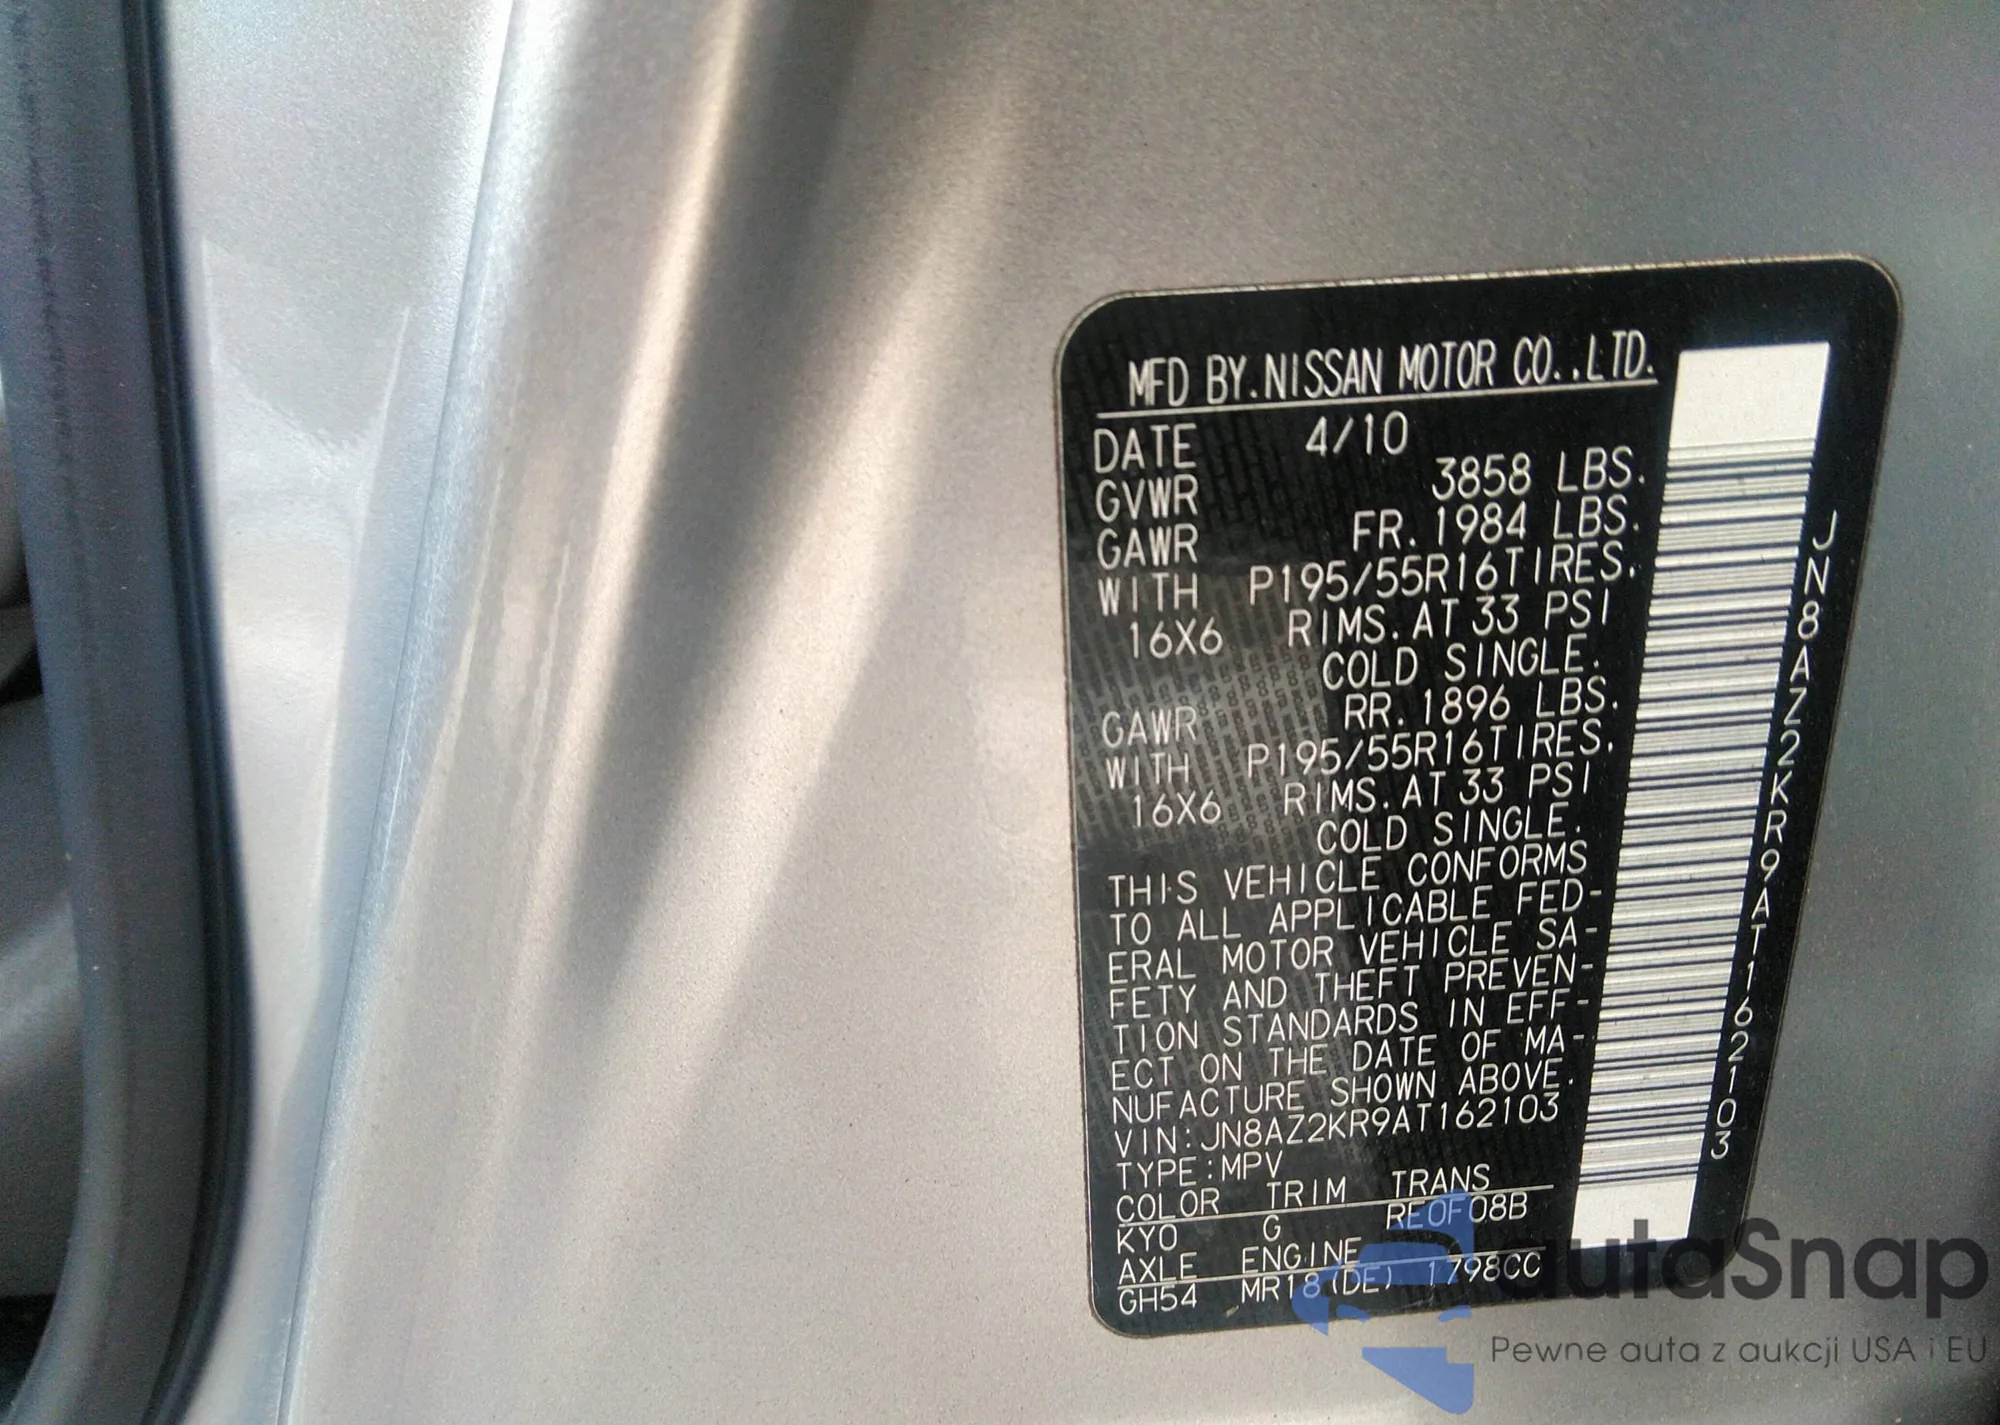 MFD BY.NISSAN MOTOR CO.,LTD.
DATE 4/10
GVWR 3858 LBS.
GAWR FR. 1984 LBS.
WITH P195/55R16TIRES.
16X6 RIMS.AT 33 PSI
COLD SINGLE.
GAWR RR. 1896 LBS.
WITH P195/55R16TIRES.
16X6 RIMS.AT 33 PSI
COLD SINGLE.
THIS VEHICLE CONFORMS
TO ALL APPLICABLE FED-
ERAL MOTOR VEHICLE SA-
FETY AND THEFT PREVEN-
TION STANDARDS IN EFF-
ECT ON THE DATE OF MA-
NUFACTURE SHOWN ABOVE.
VIN:JN8AZ2KR9AT162103
TYPE:MPV
COLOR TRIM TRANS
KYO G RE0F08B
AXLE ENGINE
GH54 MR18(DE) 1798CC
JN8AZ2KR9AT162103
autaSnap
Pewne auta z aukcji USA i EU